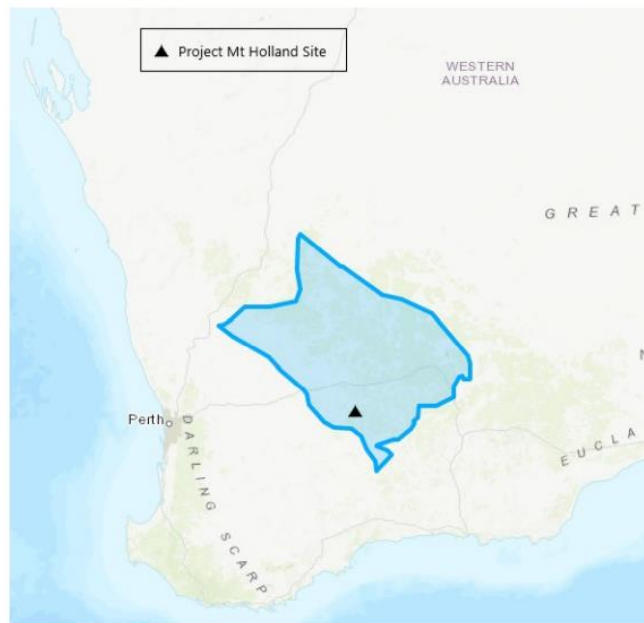 ▲ Project Mt Holland Site
WESTERN
AUSTRALIA
GREAT
N
Perth
DARLING SCARP
EUCLA